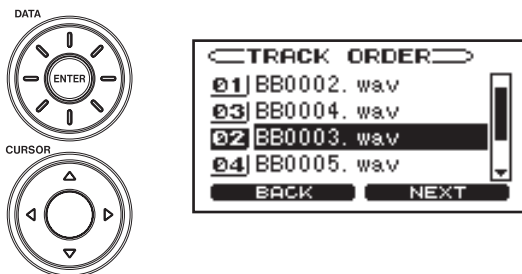 DATA
ENTER
CURSOR
TRACK ORDER
01 BB0002. wav
03 BB0004. wav
02 BB0003. wav
04 BB0005. wav
BACK NEXT